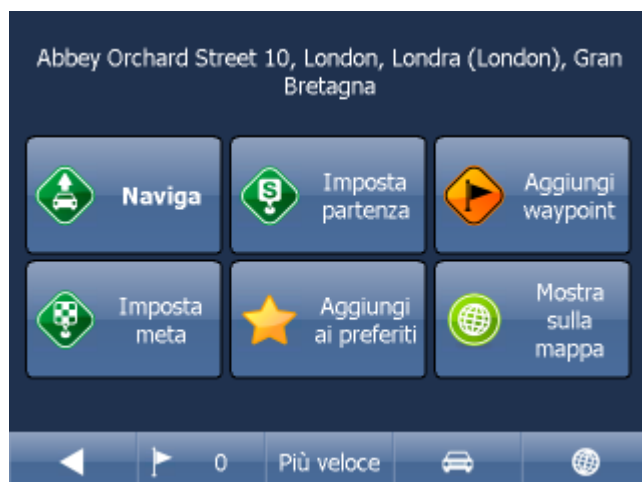 Abbey Orchard Street 10, London, Londra (London), Gran
Bretagna
Naviga
S
Imposta
partenza
Aggiungi
waypoint
Imposta
meta
Aggiungi
ai preferiti
Mostra
sulla
mappa
0
Più veloce